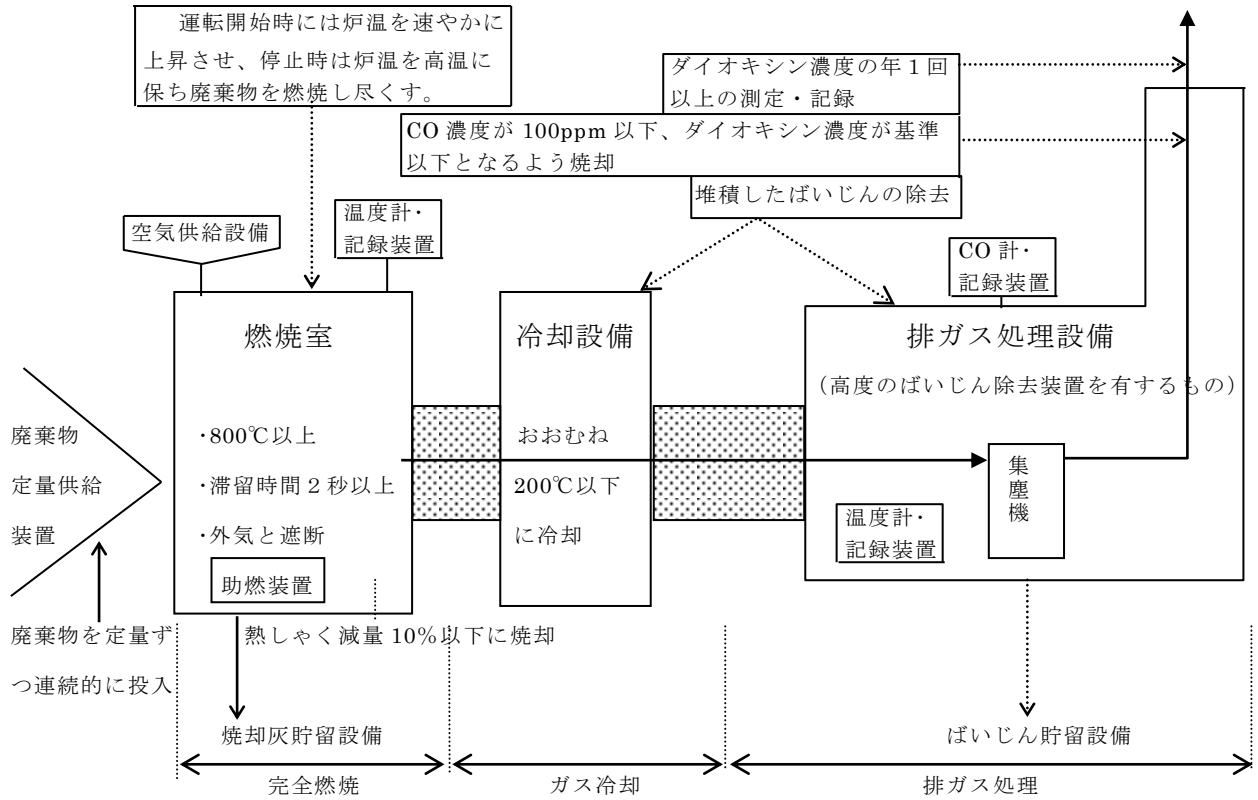 運転開始時には炉温を速やかに
上昇させ、停止時は炉温を高温に
保ち廃棄物を燃焼し尽くす。
ダイオキシン濃度の年1回
以上の測定・記録
CO 濃度が 100ppm 以下、ダイオキシン濃度が基準
以下となるよう焼却
堆積したばいじんの除去
空気供給設備
温度計・
記録装置
CO 計・
記録装置
燃焼室
冷却設備
排ガス処理設備
(高度のばいじん除去装置を有するもの)
廃棄物
定量供給
装置
・800℃以上
・滞留時間2秒以上
・外気と遮断
助燃装置
おおむね
200℃以下
に冷却
集塵機
温度計・
記録装置
廃棄物を定量ず
つ連続的に投入
熱しゃく減量 10%以下に焼却
焼却灰貯留設備
ばいじん貯留設備
完全燃焼
ガス冷却
排ガス処理